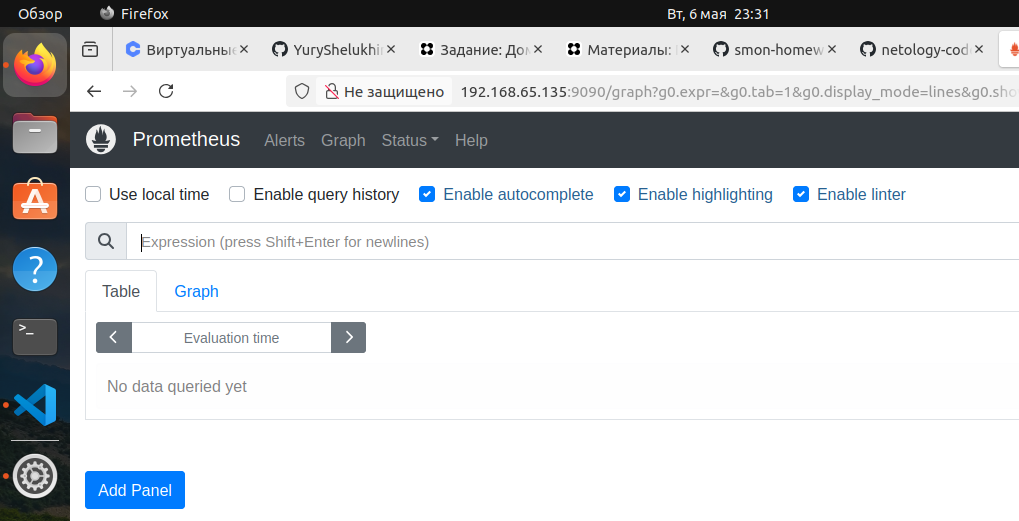 Обзор Firefox Вт, 6 мая 23:31
Виртуальные YuryShelukhin Задание: Дом Материалы: smon-homew netology-cod
Не защищено 192.168.65.135:9090/graph?g0.expr=&g0.tab=1&g0.display_mode=lines&g0.sho
Prometheus Alerts Graph Status Help
Use local time Enable query history Enable autocomplete Enable highlighting Enable linter
Expression (press Shift+Enter for newlines)
Table Graph
Evaluation time
No data queried yet
Add Panel